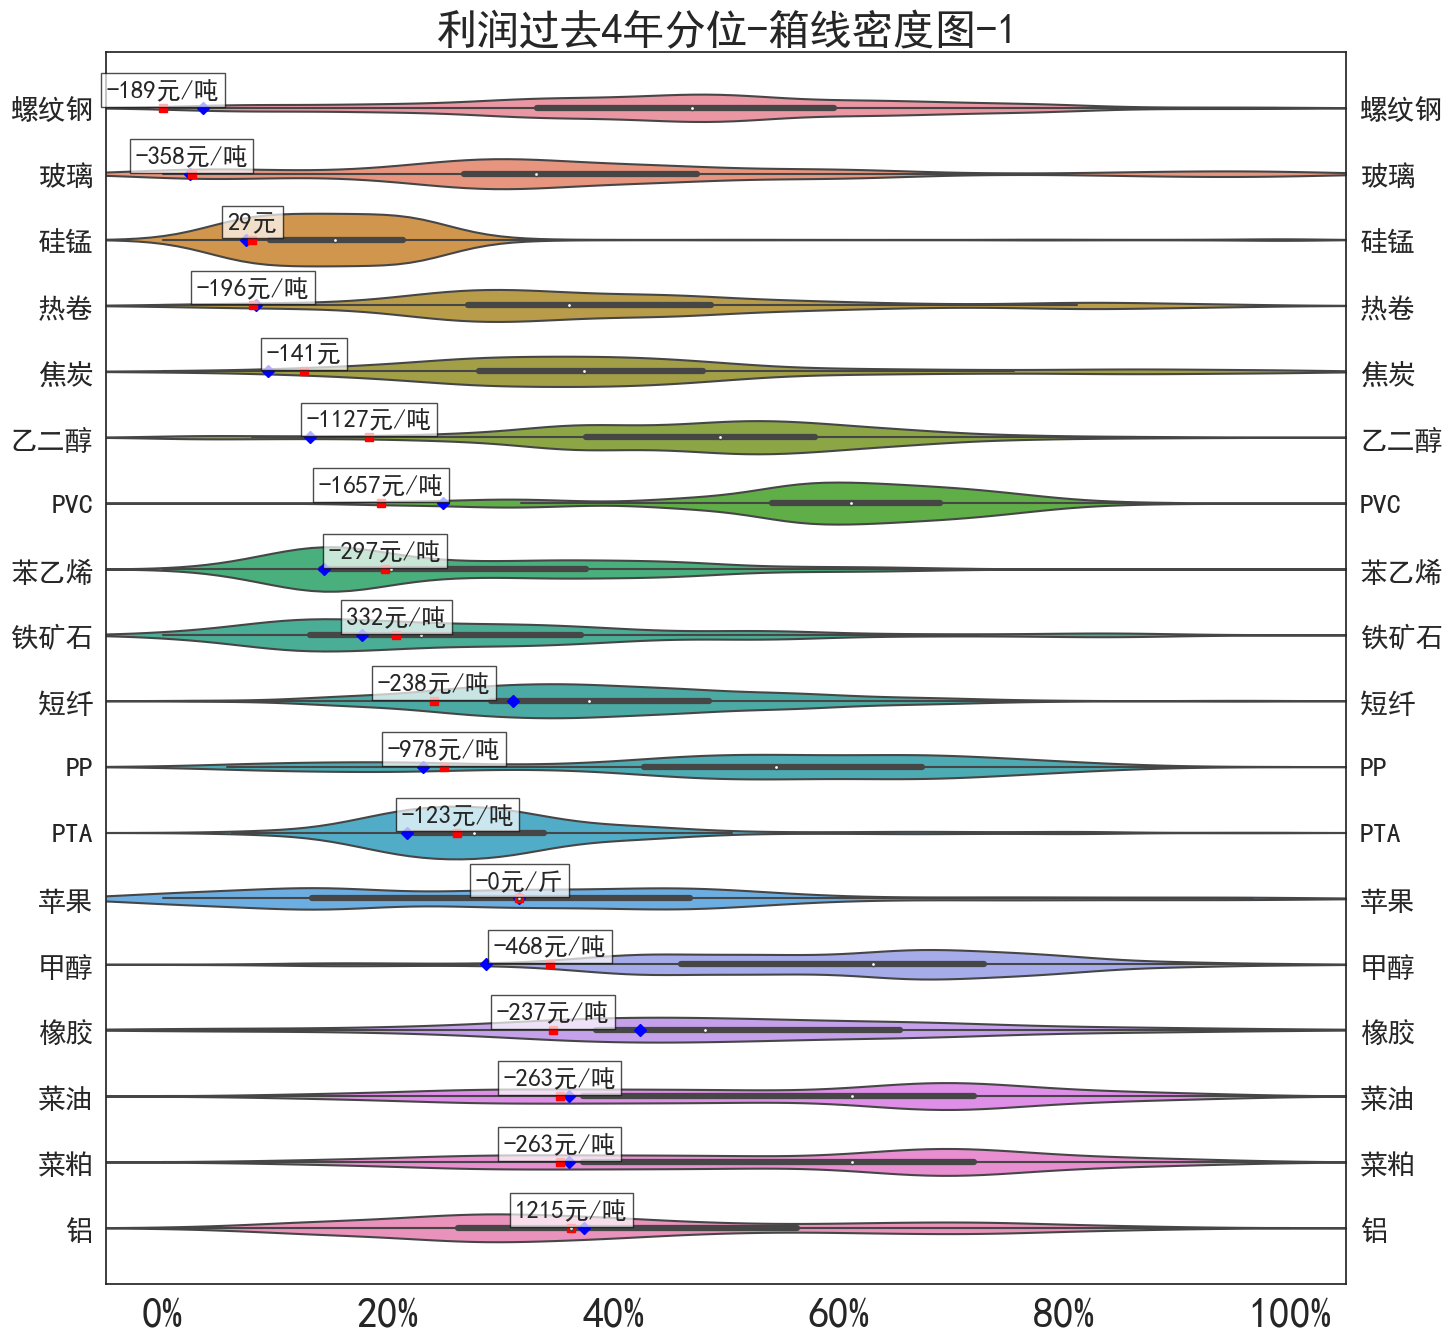 利润过去4年分位-箱线密度图-1
-189元/吨
螺纹钢 螺纹钢
-358元/吨
玻璃 玻璃
29元
硅锰 硅锰
-196元/吨
热卷 热卷
-141元
焦炭 焦炭
-1127元/吨
乙二醇 乙二醇
-1657元/吨
PVC PVC
-297元/吨
苯乙烯 苯乙烯
332元/吨
铁矿石 铁矿石
-238元/吨
短纤 短纤
-978元/吨
PP PP
-123元/吨
PTA PTA
-0元/斤
苹果 苹果
-468元/吨
甲醇 甲醇
-237元/吨
橡胶 橡胶
-263元/吨
菜油 菜油
-263元/吨
菜粕 菜粕
1215元/吨
铝 铝
0% 20% 40% 60% 80% 100%